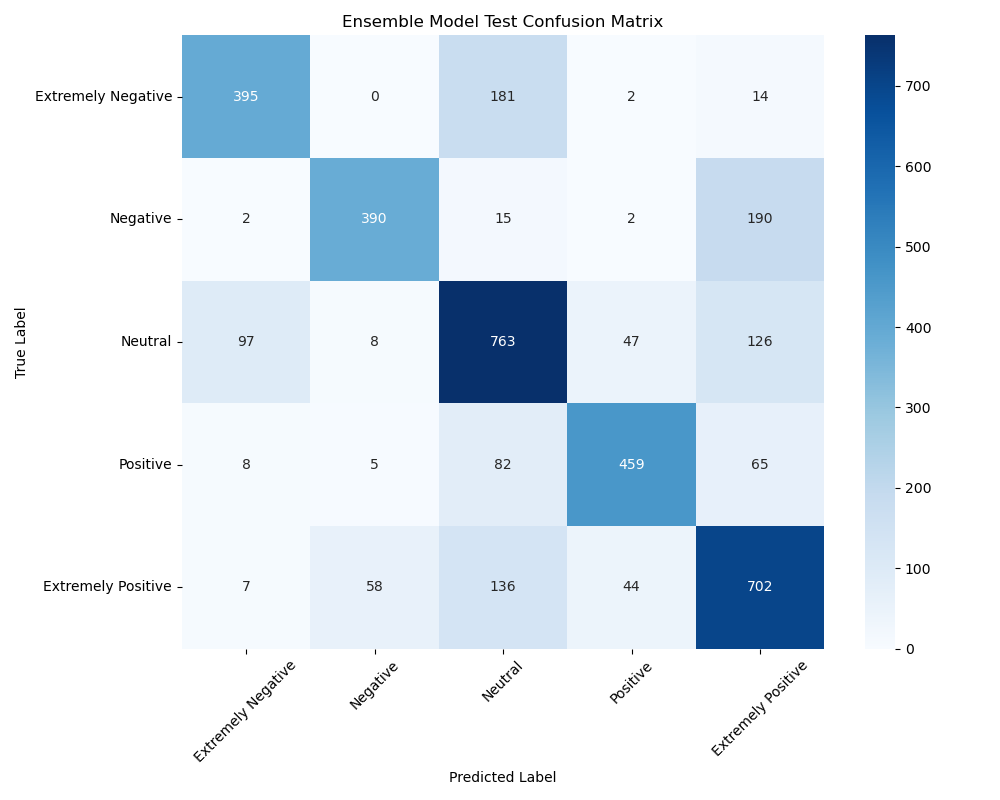 Ensemble Model Test Confusion Matrix
Extremely Negative 395 0 181 2 14
Negative 2 390 15 2 190
Neutral 97 8 763 47 126
Positive 8 5 82 459 65
Extremely Positive 7 58 136 44 702
True Label
Extremely Negative Negative Neutral Positive Extremely Positive
Predicted Label
700
600
500
400
300
200
100
0